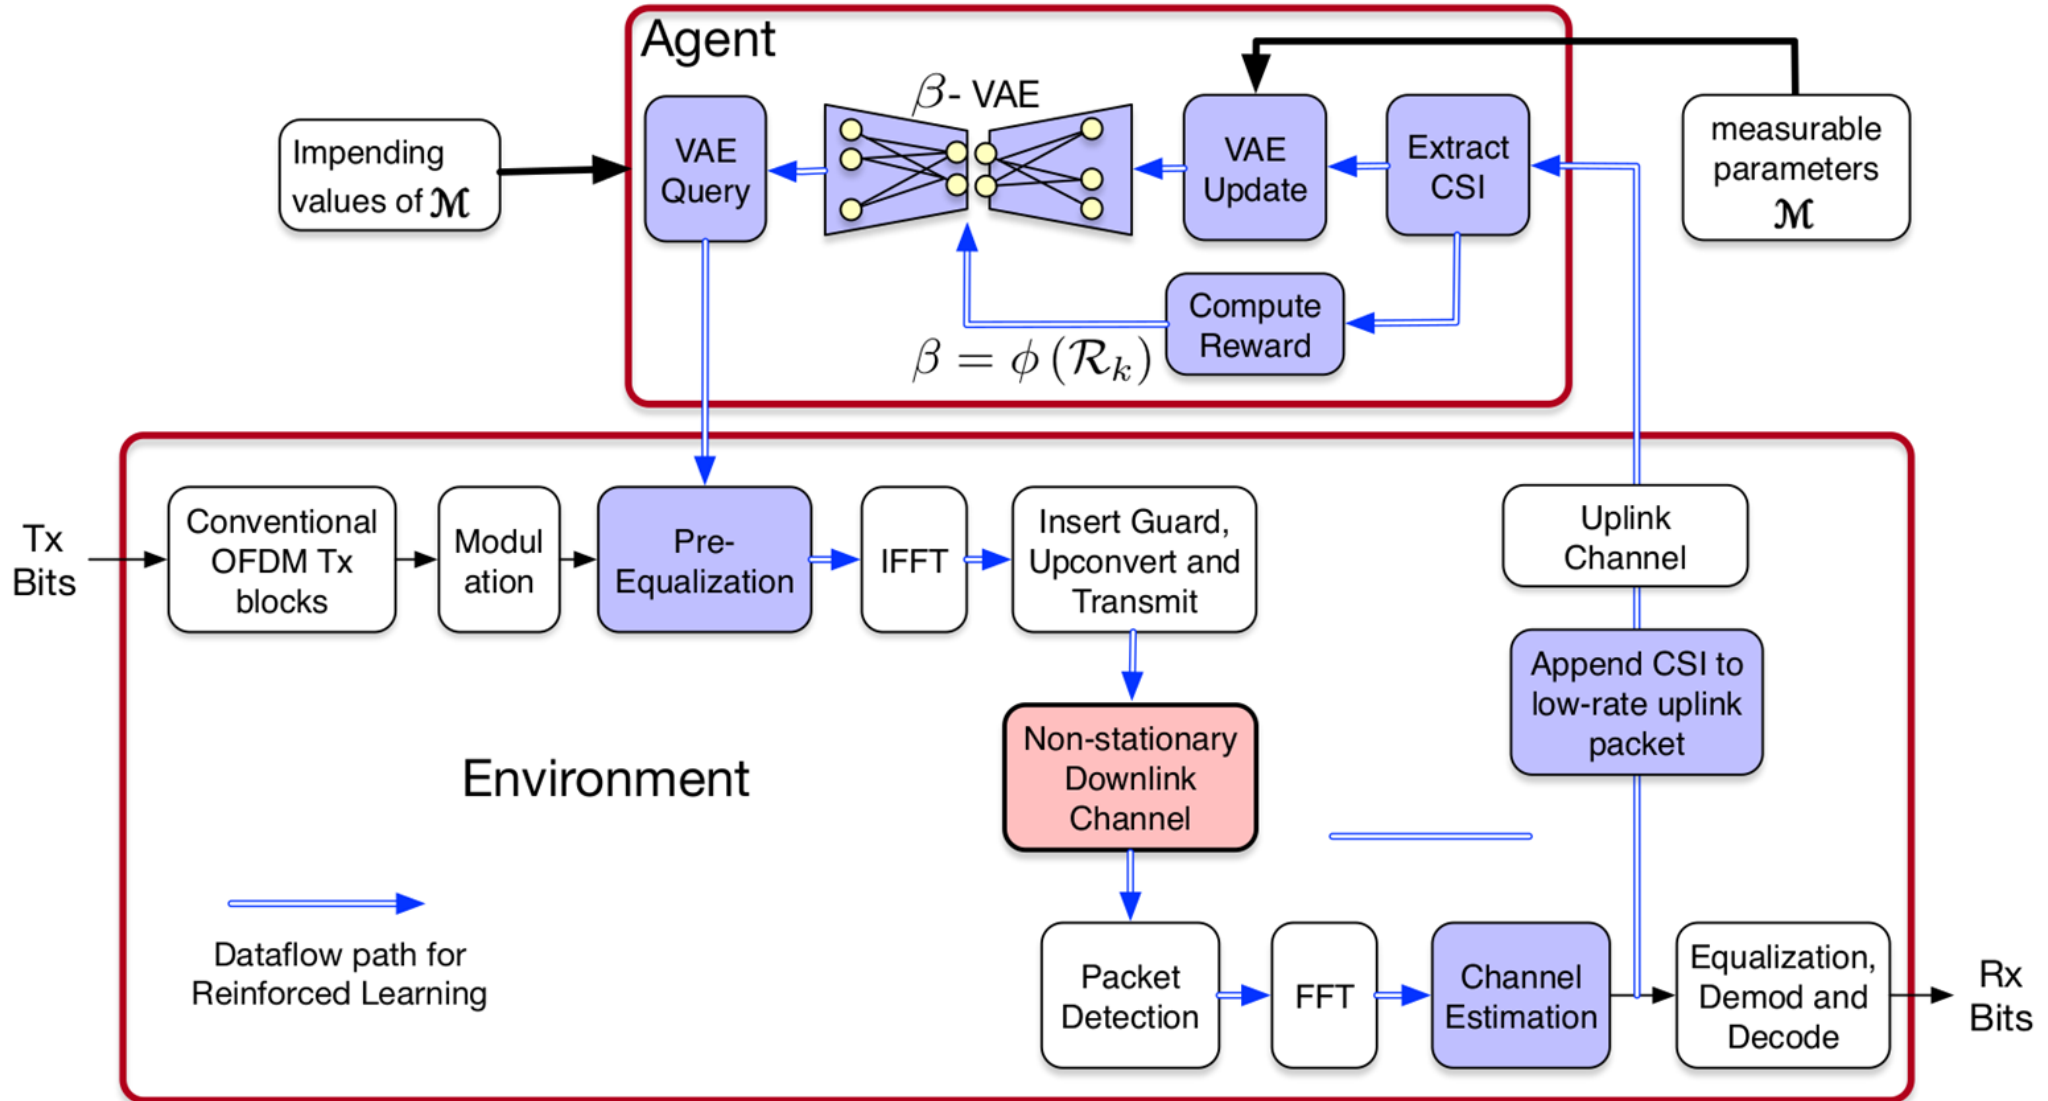 Agent
β- VAE
Impending
values of ℳ
VAE
Query
VAE
Update
Extract
CSI
measurable
parameters
ℳ
Compute
Reward
β = ϕ (ℛₖ)
Tx
Bits
Conventional
OFDM Tx
blocks
Modul
ation
Pre-
Equalization
IFFT
Insert Guard,
Upconvert and
Transmit
Uplink
Channel
Append CSI to
low-rate uplink
packet
Non-stationary
Downlink
Channel
Environment
Dataflow path for
Reinforced Learning
Packet
Detection
FFT
Channel
Estimation
Equalization,
Demod and
Decode
Rx
Bits